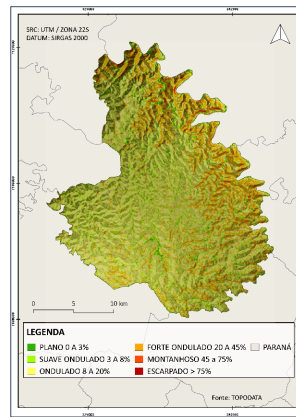 SRC: UTM / ZONA 22S
DATUM: SIRGAS 2000
0 10 km
LEGENDA
PLANO 0 A 3% FORTE ONDULADO 20 A 45% PARANÁ
SUAVE ONDULADO 3 A 8% MONTANHOSO 45 a 75%
ONDULADO 8 A 20% ESCARPADO > 75%
Fonte: TOPODATA